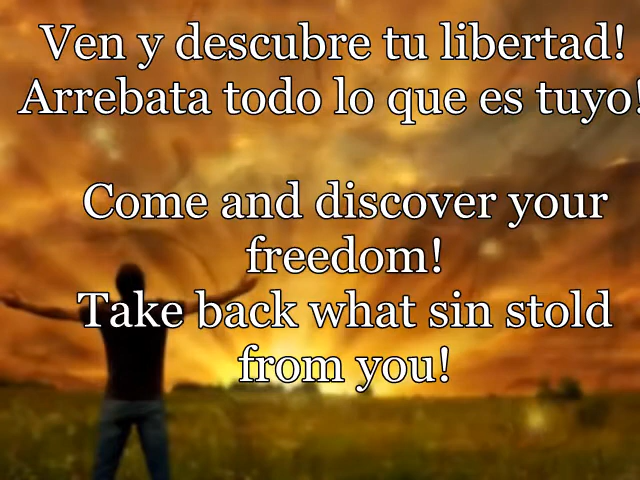 Ven y descubre tu libertad!
Arrebata todo lo que es tuyo!
Come and discover your
freedom!
Take back what sin stold
from you!